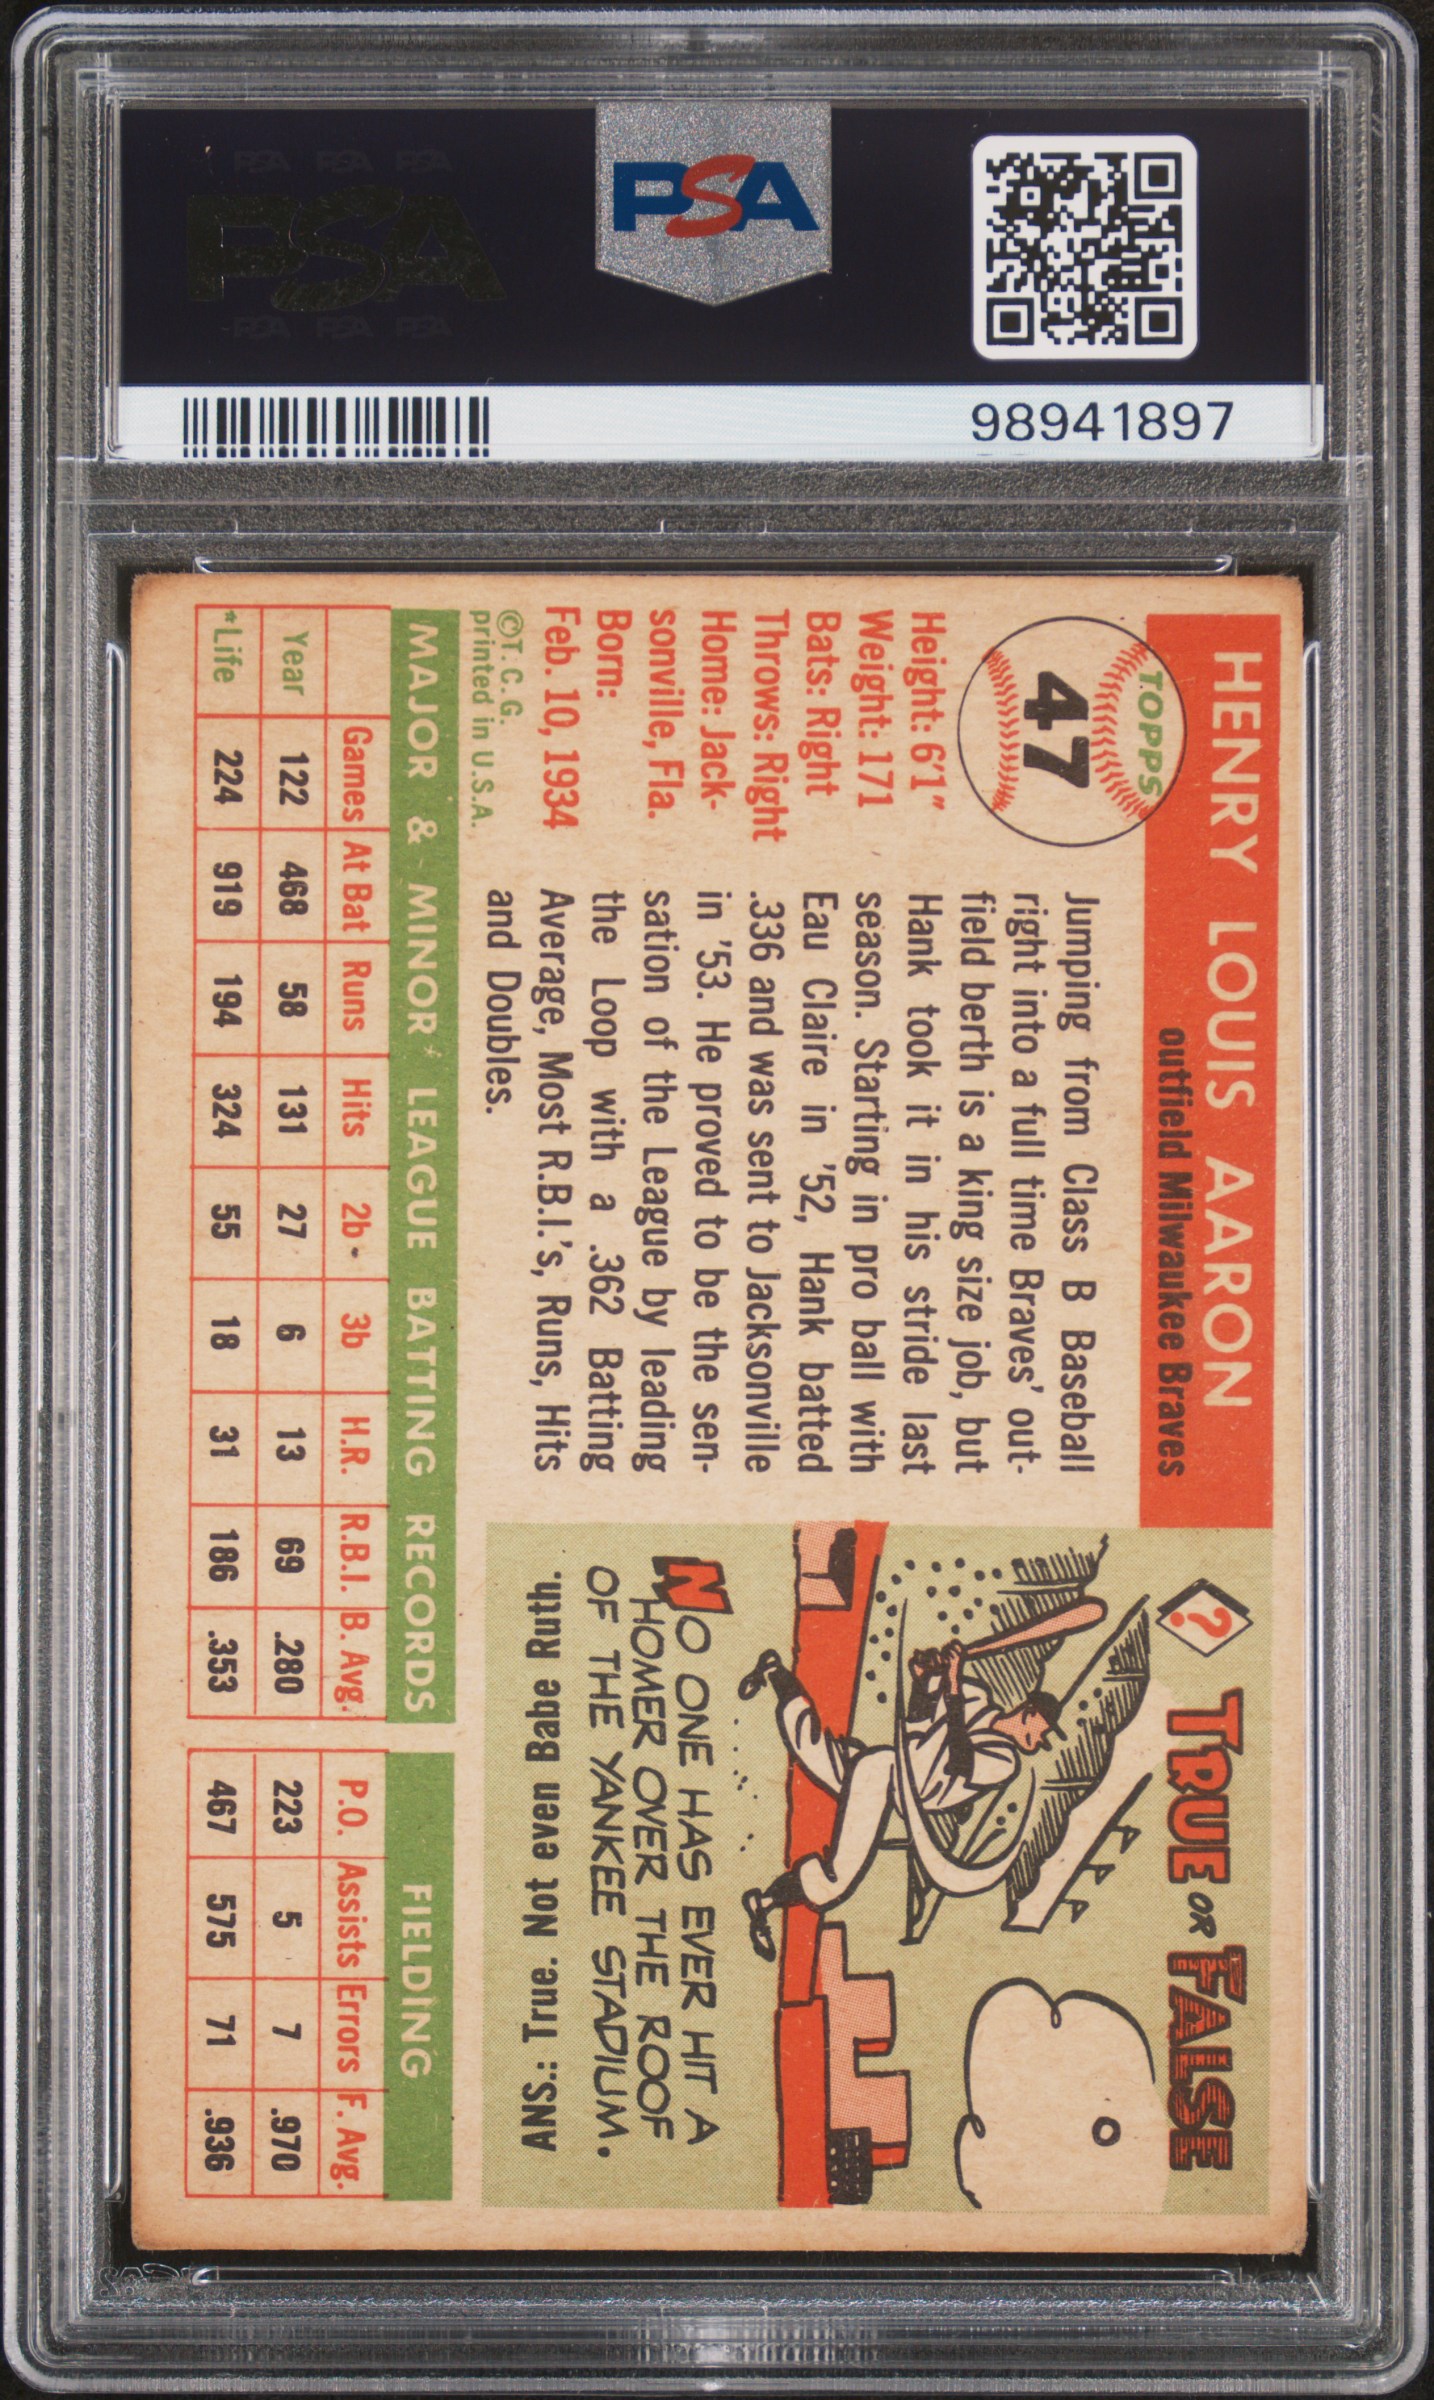 PSA
98941897
HENRY LOUIS AARON
outfield Milwaukee Braves
TOPPS
47
Height: 6'1"
Weight: 171
Bats: Right
Throws: Right
Home: Jack-
sonville, Fla.
Born:
Feb. 10, 1934
©T.C.G.
printed in U.S.A.
Jumping from Class B Baseball
right into a full time Braves' out-
field berth is a king size job, but
Hank took it in his stride last
season. Starting in pro ball with
Eau Claire in '52, Hank batted
.336 and was sent to Jacksonville
in '53. He proved to be the sen-
sation of the League by leading
the Loop with a .362 Batting
Average, Most R.B.I.'s, Runs, Hits
and Doubles.
? TRUE OR FALSE
NO ONE HAS EVER HIT A
HOMER OVER THE ROOF
OF THE YANKEE STADIUM.
ANS.: True. Not even Babe Ruth.
MAJOR & MINOR* LEAGUE BATTING RECORDS FIELDING
Games At Bat Runs Hits 2b 3b H.R. R.B.I. B. Avg. P.O. Assists Errors F. Avg.
Year 122 468 58 131 27 6 13 69 .280 223 5 7 .970
*Life 224 919 194 324 55 18 31 186 .353 467 575 71 .936
PSA PSA PSA
PSA
PSA PSA PSA